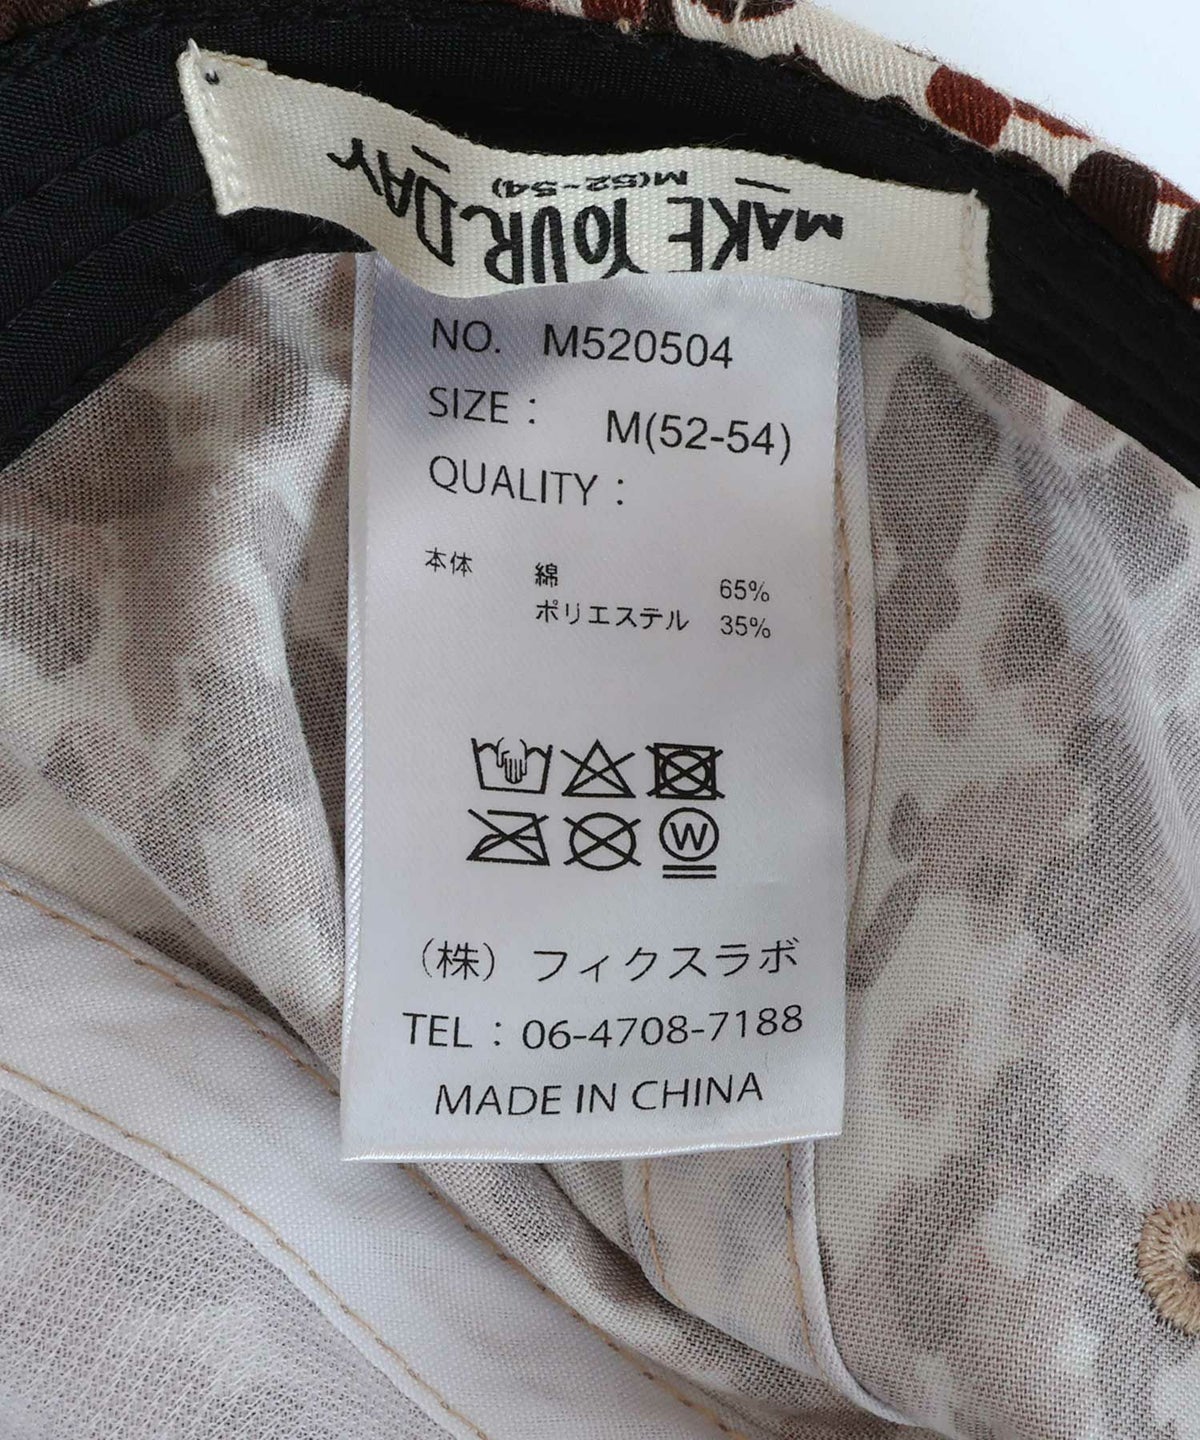 MAKE YOUR DAY
M(52~54)
NO. M520504
SIZE : M(52-54)
QUALITY :
本体 綿 65%
ポリエステル 35%
W
（株）フィクスラボ
TEL : 06-4708-7188
MADE IN CHINA